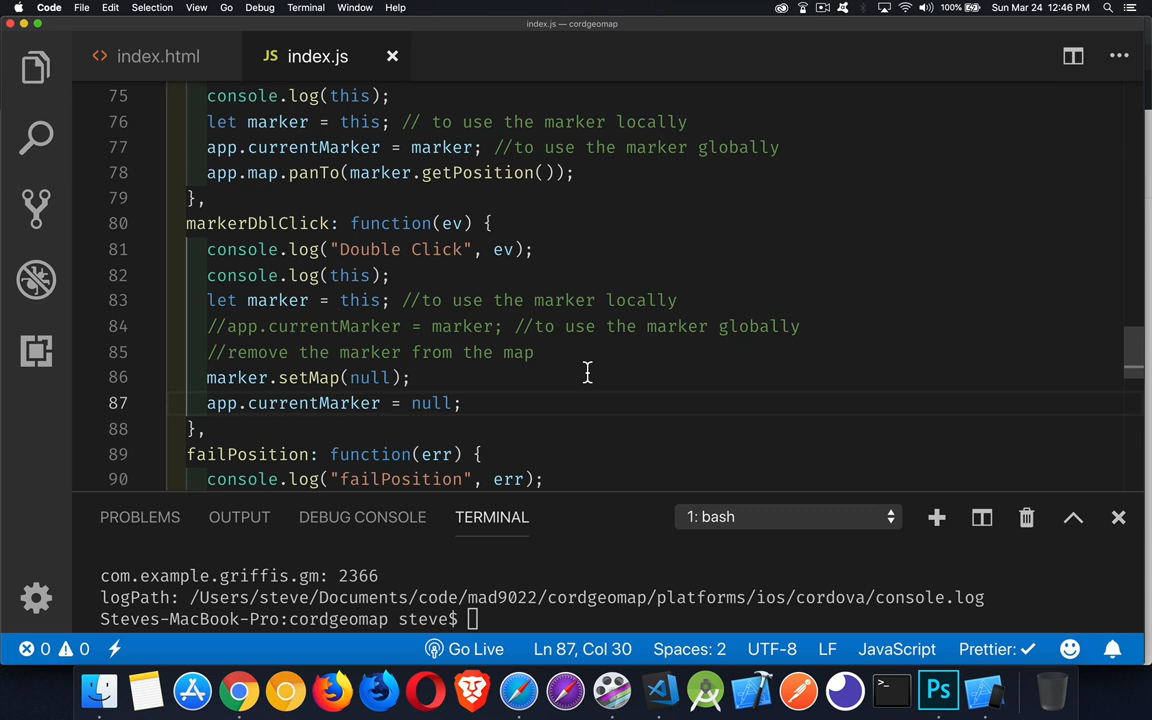 Code File Edit Selection View Go Debug Terminal Window Help 100% Sun Mar 24 12:46 PM
index.js — cordgeomap
<> index.html JS index.js
75 console.log(this);
76 let marker = this; // to use the marker locally
77 app.currentMarker = marker; //to use the marker globally
78 app.map.panTo(marker.getPosition());
79 },
80 markerDblClick: function(ev) {
81 console.log("Double Click", ev);
82 console.log(this);
83 let marker = this; //to use the marker locally
84 //app.currentMarker = marker; //to use the marker globally
85 //remove the marker from the map
86 marker.setMap(null);
87 app.currentMarker = null;
88 },
89 failPosition: function(err) {
90 console.log("failPosition", err);
PROBLEMS OUTPUT DEBUG CONSOLE TERMINAL 1: bash
com.example.griffis.gm: 2366
logPath: /Users/steve/Documents/code/mad9022/cordgeomap/platforms/ios/cordova/console.log
Steves-MacBook-Pro:cordgeomap steve$
0 0 Go Live Ln 87, Col 30 Spaces: 2 UTF-8 LF JavaScript Prettier: ✓
>_ Ps